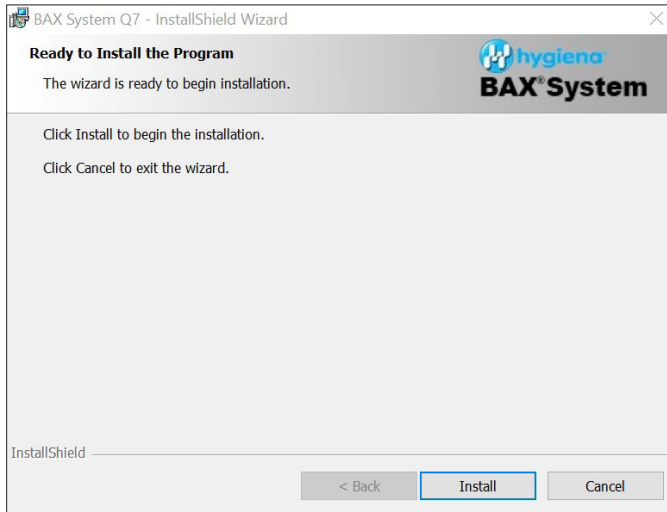 BAX System Q7 - InstallShield Wizard
Ready to Install the Program
The wizard is ready to begin installation.
hygiena
BAX®System
Click Install to begin the installation.
Click Cancel to exit the wizard.
InstallShield
< Back
Install
Cancel